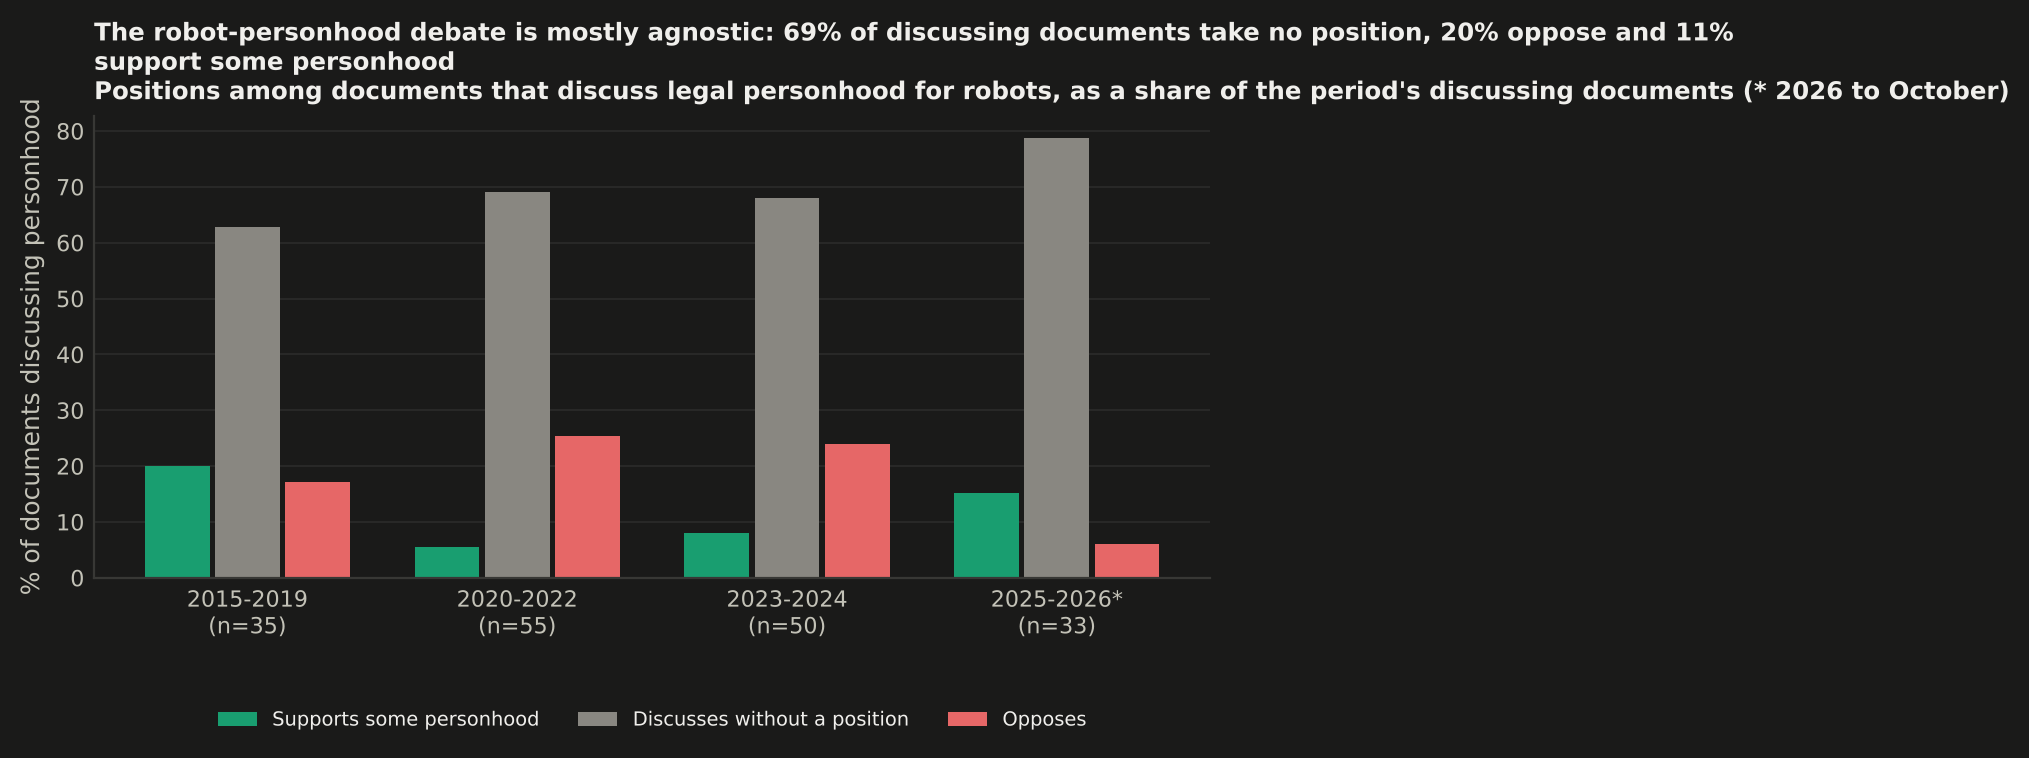 The robot-personhood debate is mostly agnostic: 69% of discussing documents take no position, 20% oppose and 11%
support some personhood
Positions among documents that discuss legal personhood for robots, as a share of the period's discussing documents (* 2026 to October)
% of documents discussing personhood
80
70
60
50
40
30
20
10
0
2015-2019
(n=35)
2020-2022
(n=55)
2023-2024
(n=50)
2025-2026*
(n=33)
Supports some personhood
Discusses without a position
Opposes